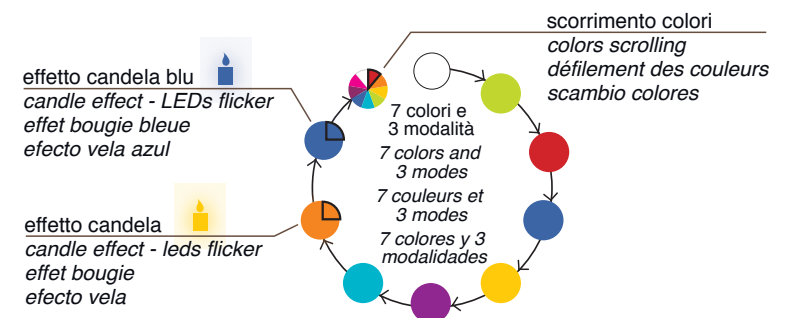 scorrimento colori
colors scrolling
défilement des couleurs
scambio colores
effetto candela blu
candle effect - LEDs flicker
effet bougie bleue
efecto vela azul
7 colori e
3 modalità
7 colors and
3 modes
7 couleurs et
3 modes
7 colores y 3
modalidades
effetto candela
candle effect - leds flicker
effet bougie
efecto vela